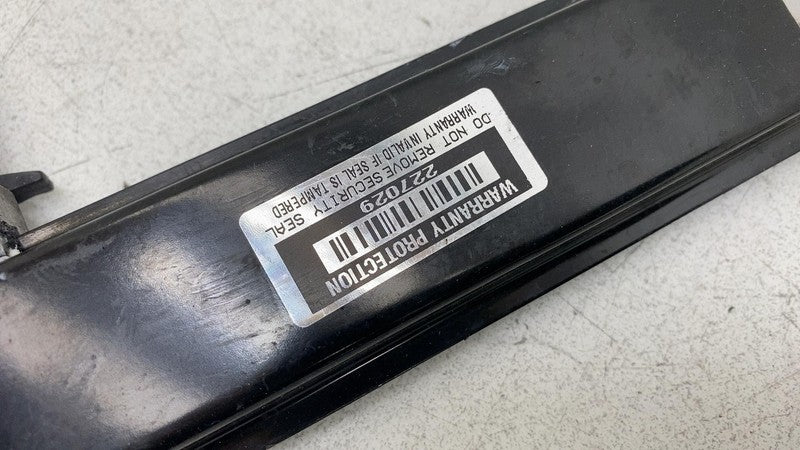 WARRANTY PROTECTION
227029
DO NOT REMOVE SECURITY SEAL
WARRANTY INVALID IF SEAL IS TAMPERED